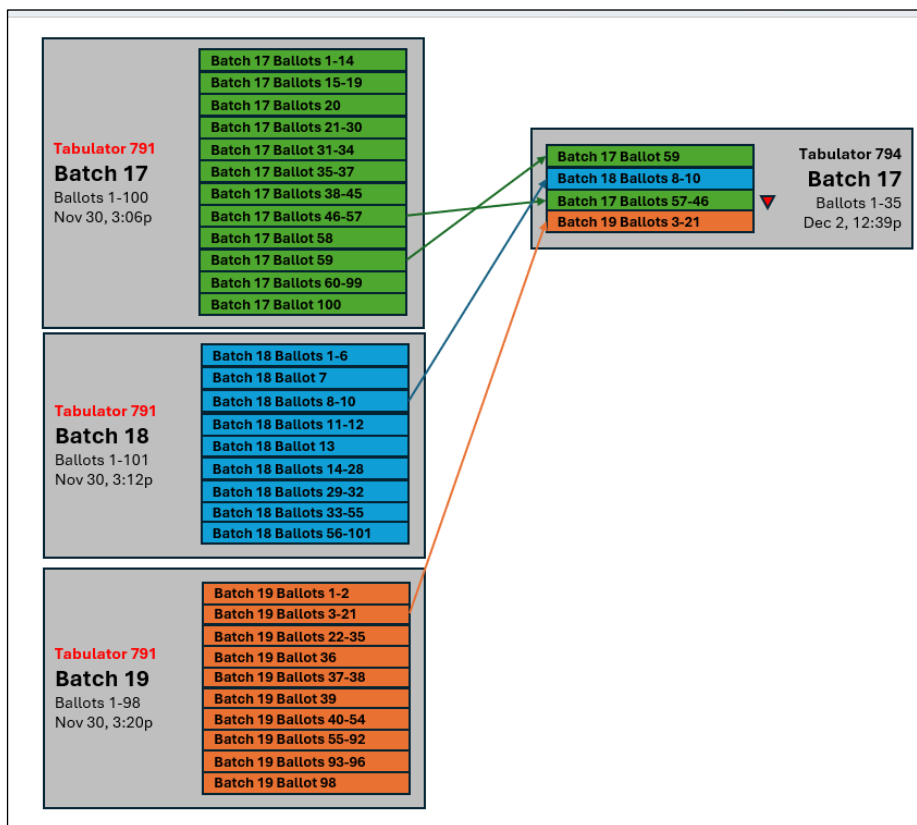 Tabulator 791
Batch 17
Ballots 1-100
Nov 30, 3:06p
Batch 17 Ballots 1-14
Batch 17 Ballots 15-19
Batch 17 Ballots 20
Batch 17 Ballots 21-30
Batch 17 Ballots 31-34
Batch 17 Ballots 35-37
Batch 17 Ballots 38-45
Batch 17 Ballots 46-57
Batch 17 Ballot 58
Batch 17 Ballot 59
Batch 17 Ballots 60-99
Batch 17 Ballot 100
Tabulator 791
Batch 18
Ballots 1-101
Nov 30, 3:12p
Batch 18 Ballots 1-6
Batch 18 Ballot 7
Batch 18 Ballots 8-10
Batch 18 Ballots 11-12
Batch 18 Ballot 13
Batch 18 Ballots 14-28
Batch 18 Ballots 29-32
Batch 18 Ballots 33-55
Batch 18 Ballots 56-101
Tabulator 791
Batch 19
Ballots 1-98
Nov 30, 3:20p
Batch 19 Ballots 1-2
Batch 19 Ballots 3-21
Batch 19 Ballots 22-35
Batch 19 Ballot 36
Batch 19 Ballots 37-38
Batch 19 Ballot 39
Batch 19 Ballots 40-54
Batch 19 Ballots 55-92
Batch 19 Ballots 93-96
Batch 19 Ballot 98
Batch 17 Ballot 59
Batch 18 Ballots 8-10
Batch 17 Ballots 57-46
Batch 19 Ballots 3-21
Tabulator 794
Batch 17
Ballots 1-35
Dec 2, 12:39p